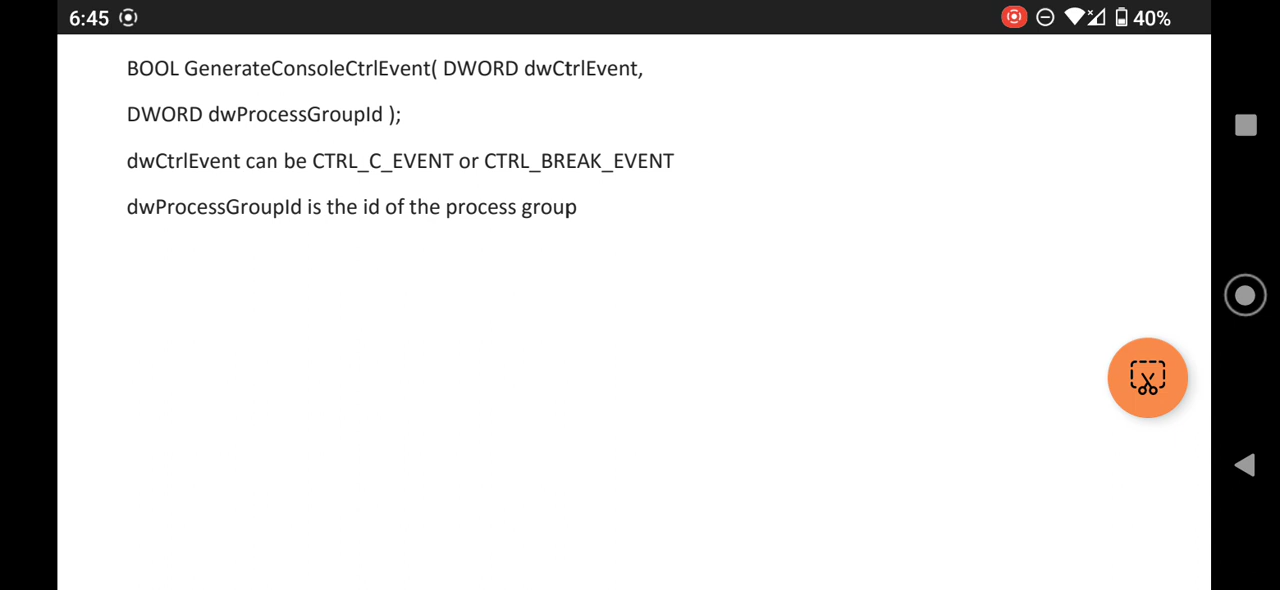 6:45 40%
BOOL GenerateConsoleCtrlEvent( DWORD dwCtrlEvent,
DWORD dwProcessGroupId );
dwCtrlEvent can be CTRL_C_EVENT or CTRL_BREAK_EVENT
dwProcessGroupId is the id of the process group